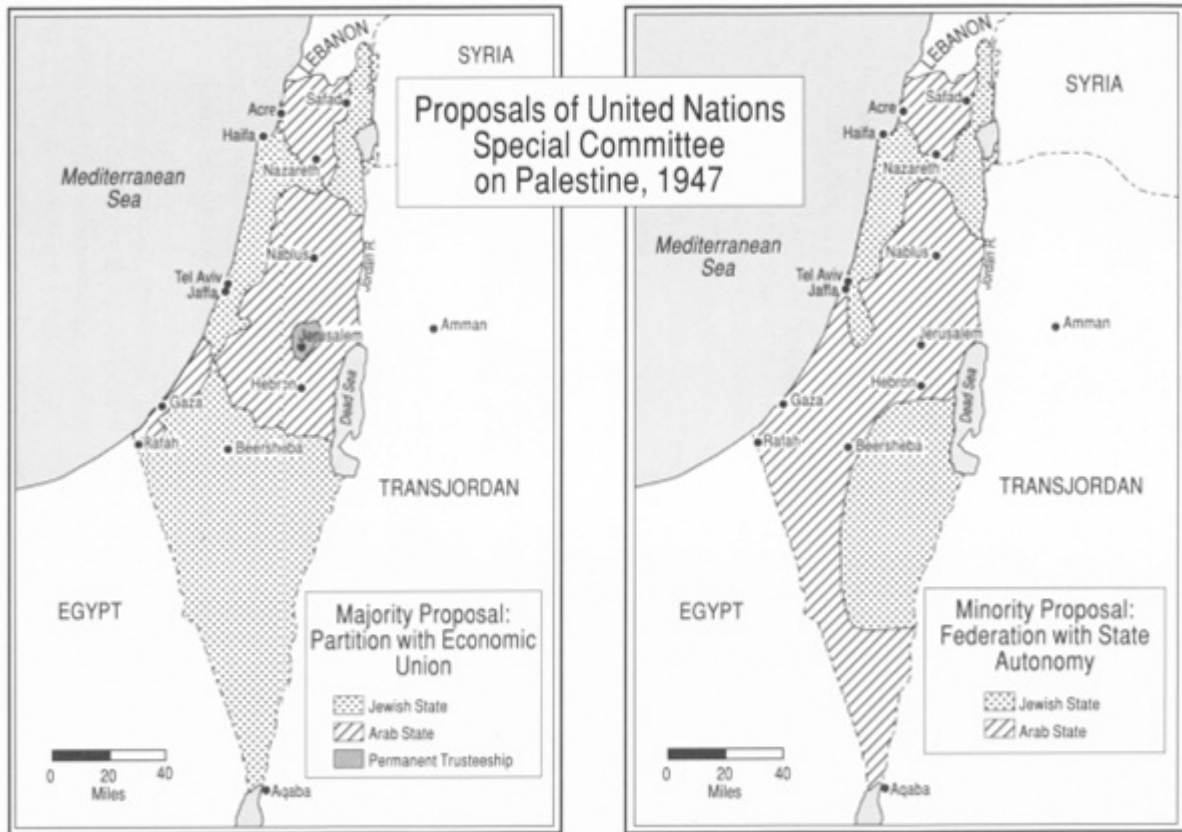 Proposals of United Nations
Special Committee
on Palestine, 1947
LEBANON
SYRIA
Safad
Acre
Haifa
Nazareth
Mediterranean
Sea
Nablus
Jordan R.
Tel Aviv
Jaffa
Jerusalem
Amman
Hebron
Dead Sea
Gaza
Rafah
Beersheba
TRANSJORDAN
EGYPT
Majority Proposal:
Partition with Economic
Union
Jewish State
Arab State
Permanent Trusteeship
0 20 40
Miles
Aqaba
LEBANON
SYRIA
Safad
Acre
Haifa
Nazareth
Mediterranean
Sea
Nablus
Jordan R.
Tel Aviv
Jaffa
Jerusalem
Amman
Hebron
Dead Sea
Gaza
Rafah
Beersheba
TRANSJORDAN
EGYPT
Minority Proposal:
Federation with State
Autonomy
Jewish State
Arab State
0 20 40
Miles
Aqaba